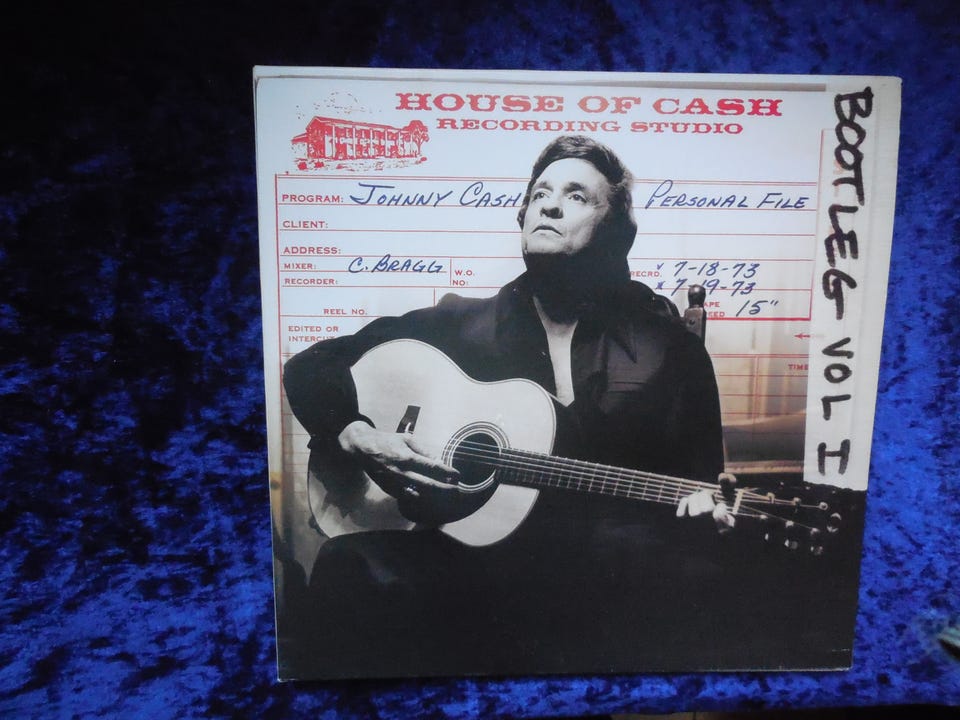 HOUSE OF CASH
RECORDING STUDIO
PROGRAM: JOHNNY CASH PERSONAL FILE
CLIENT:
ADDRESS:
MIXER: C. BRAGG W.O. RECRD. 7-18-73
RECORDER: NO: 7-19-73
REEL NO. 15"
EDITED OR
TIME
BOOTLEG VOL I